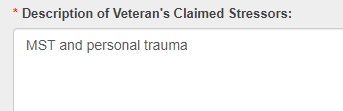 * Description of Veteran's Claimed Stressors:
MST and personal trauma